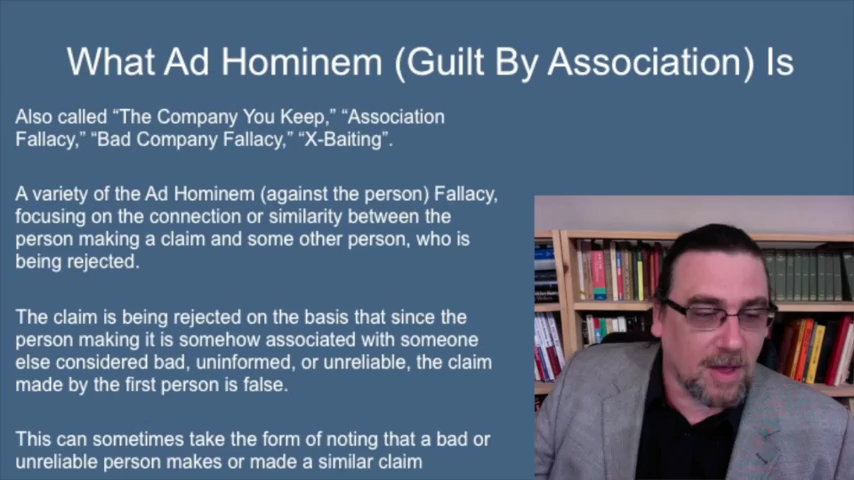 What Ad Hominem (Guilt By Association) Is
Also called “The Company You Keep,” “Association
Fallacy,” “Bad Company Fallacy,” “X-Baiting”.
A variety of the Ad Hominem (against the person) Fallacy,
focusing on the connection or similarity between the
person making a claim and some other person, who is
being rejected.
The claim is being rejected on the basis that since the
person making it is somehow associated with someone
else considered bad, uninformed, or unreliable, the claim
made by the first person is false.
This can sometimes take the form of noting that a bad or
unreliable person makes or made a similar claim